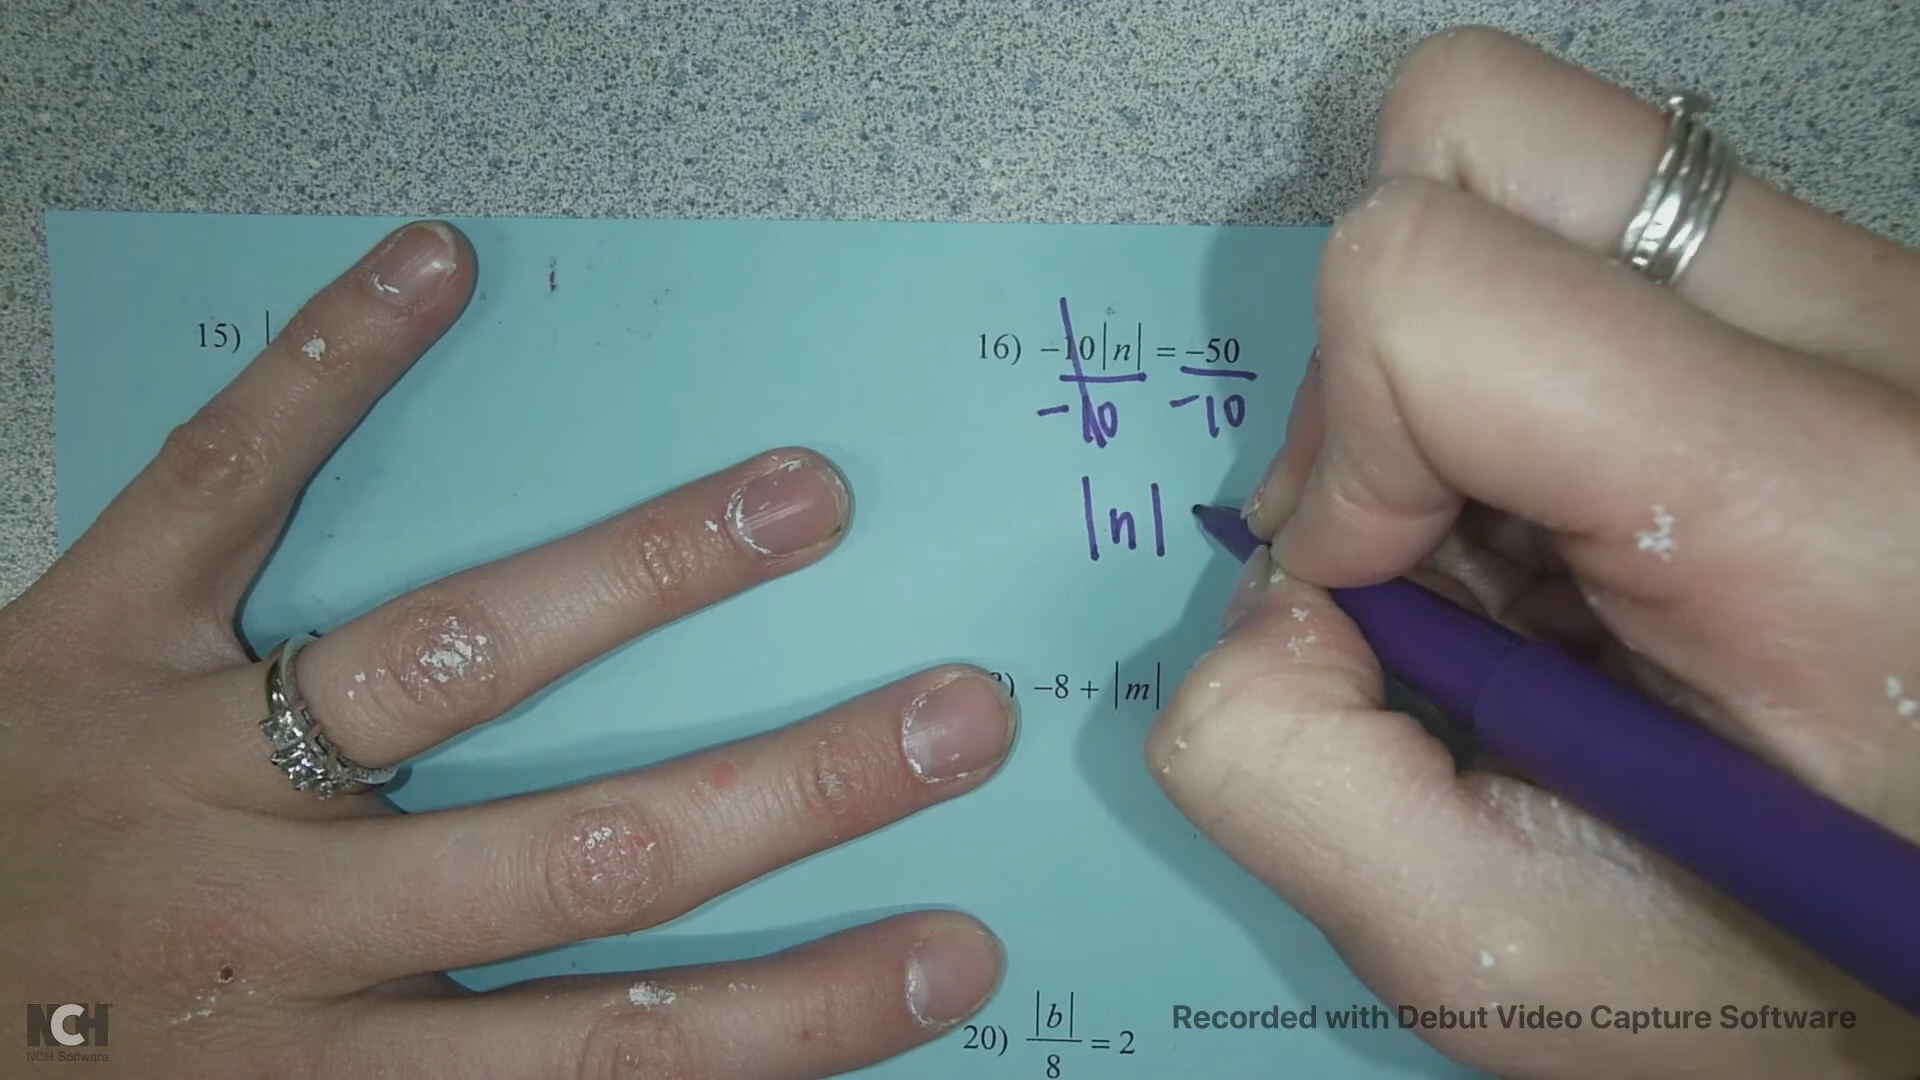 15) |
16) −10|n| = −50
−10 −10
|n|
) −8 + |m|
20) |b|/8 = 2
NCH
NCH Software
Recorded with Debut Video Capture Software